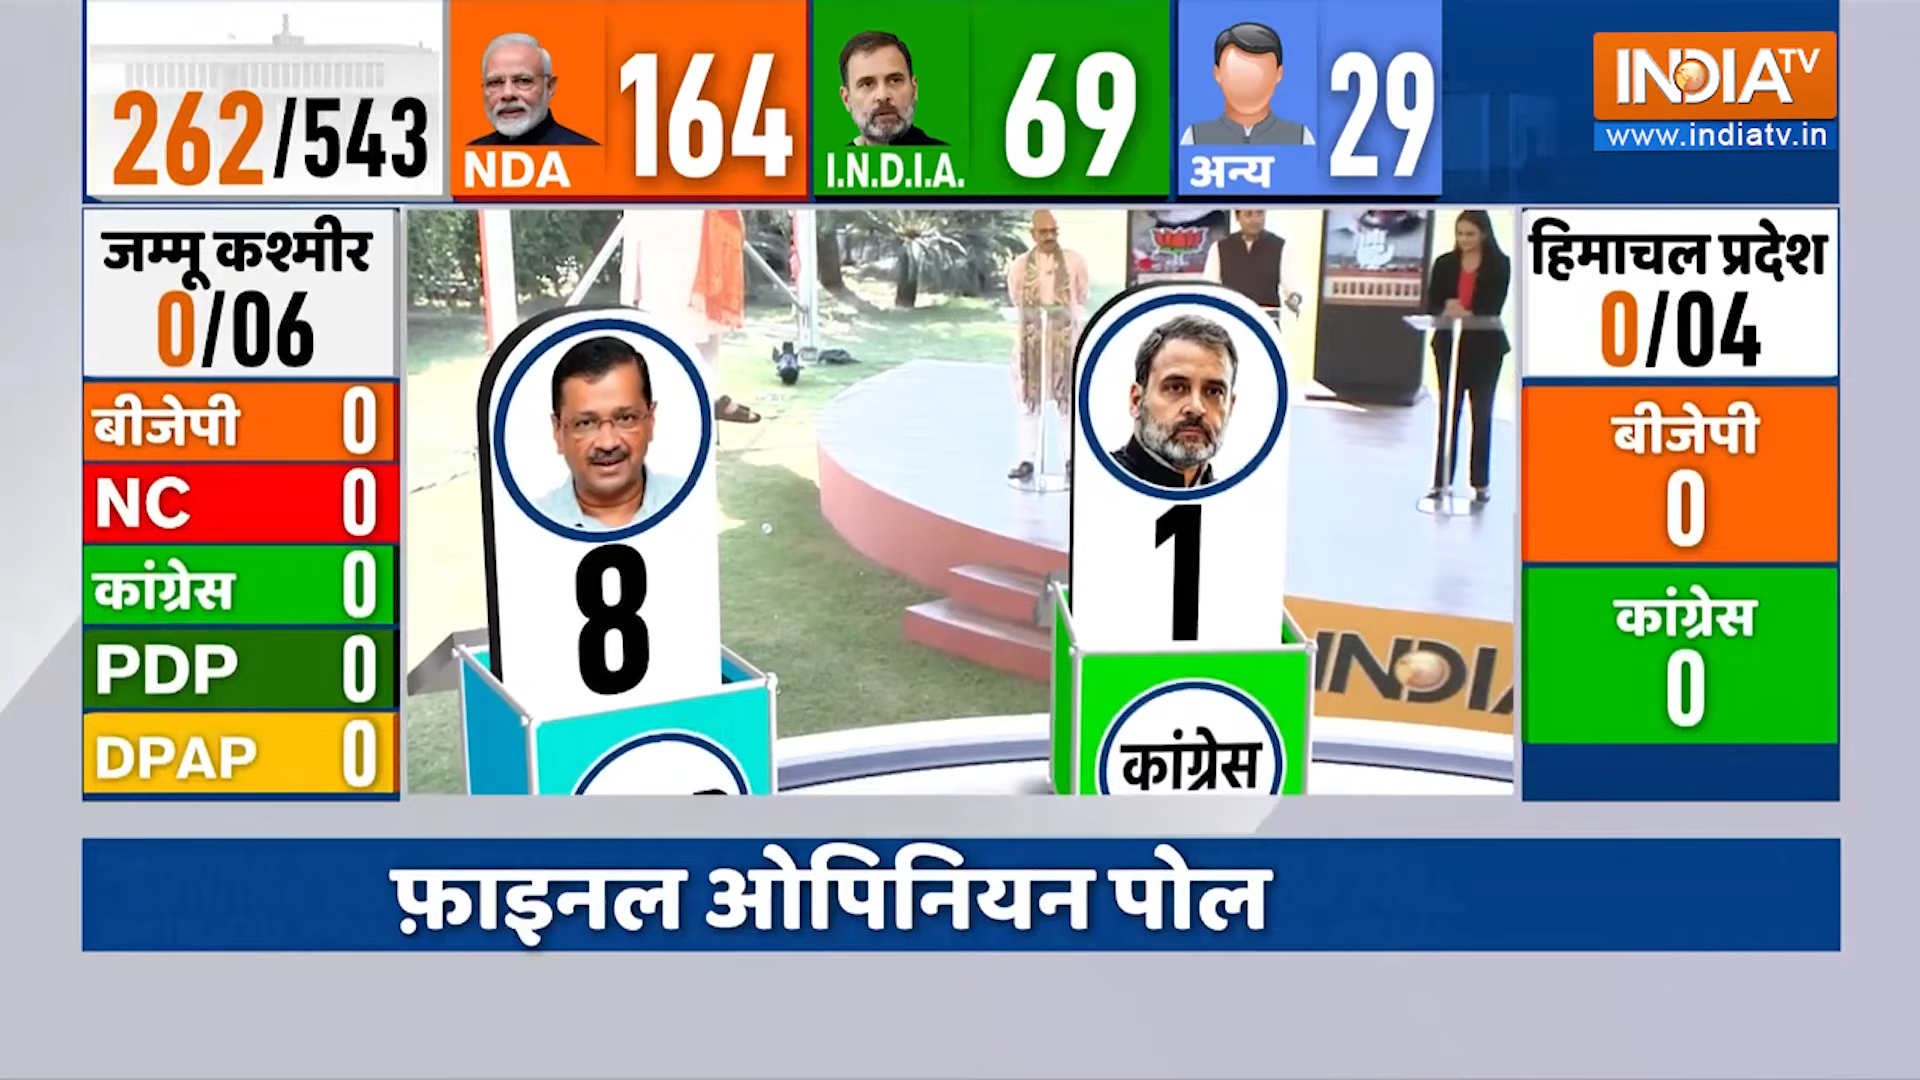 262/543
NDA
164
I.N.D.I.A.
69
अन्य
29
INDIA TV
www.indiatv.in
जम्मू कश्मीर
0/06
बीजेपी 0
NC 0
कांग्रेस 0
PDP 0
DPAP 0
8
1
कांग्रेस
INDIA
हिमाचल प्रदेश
0/04
बीजेपी
0
कांग्रेस
0
फ़ाइनल ओपिनियन पोल